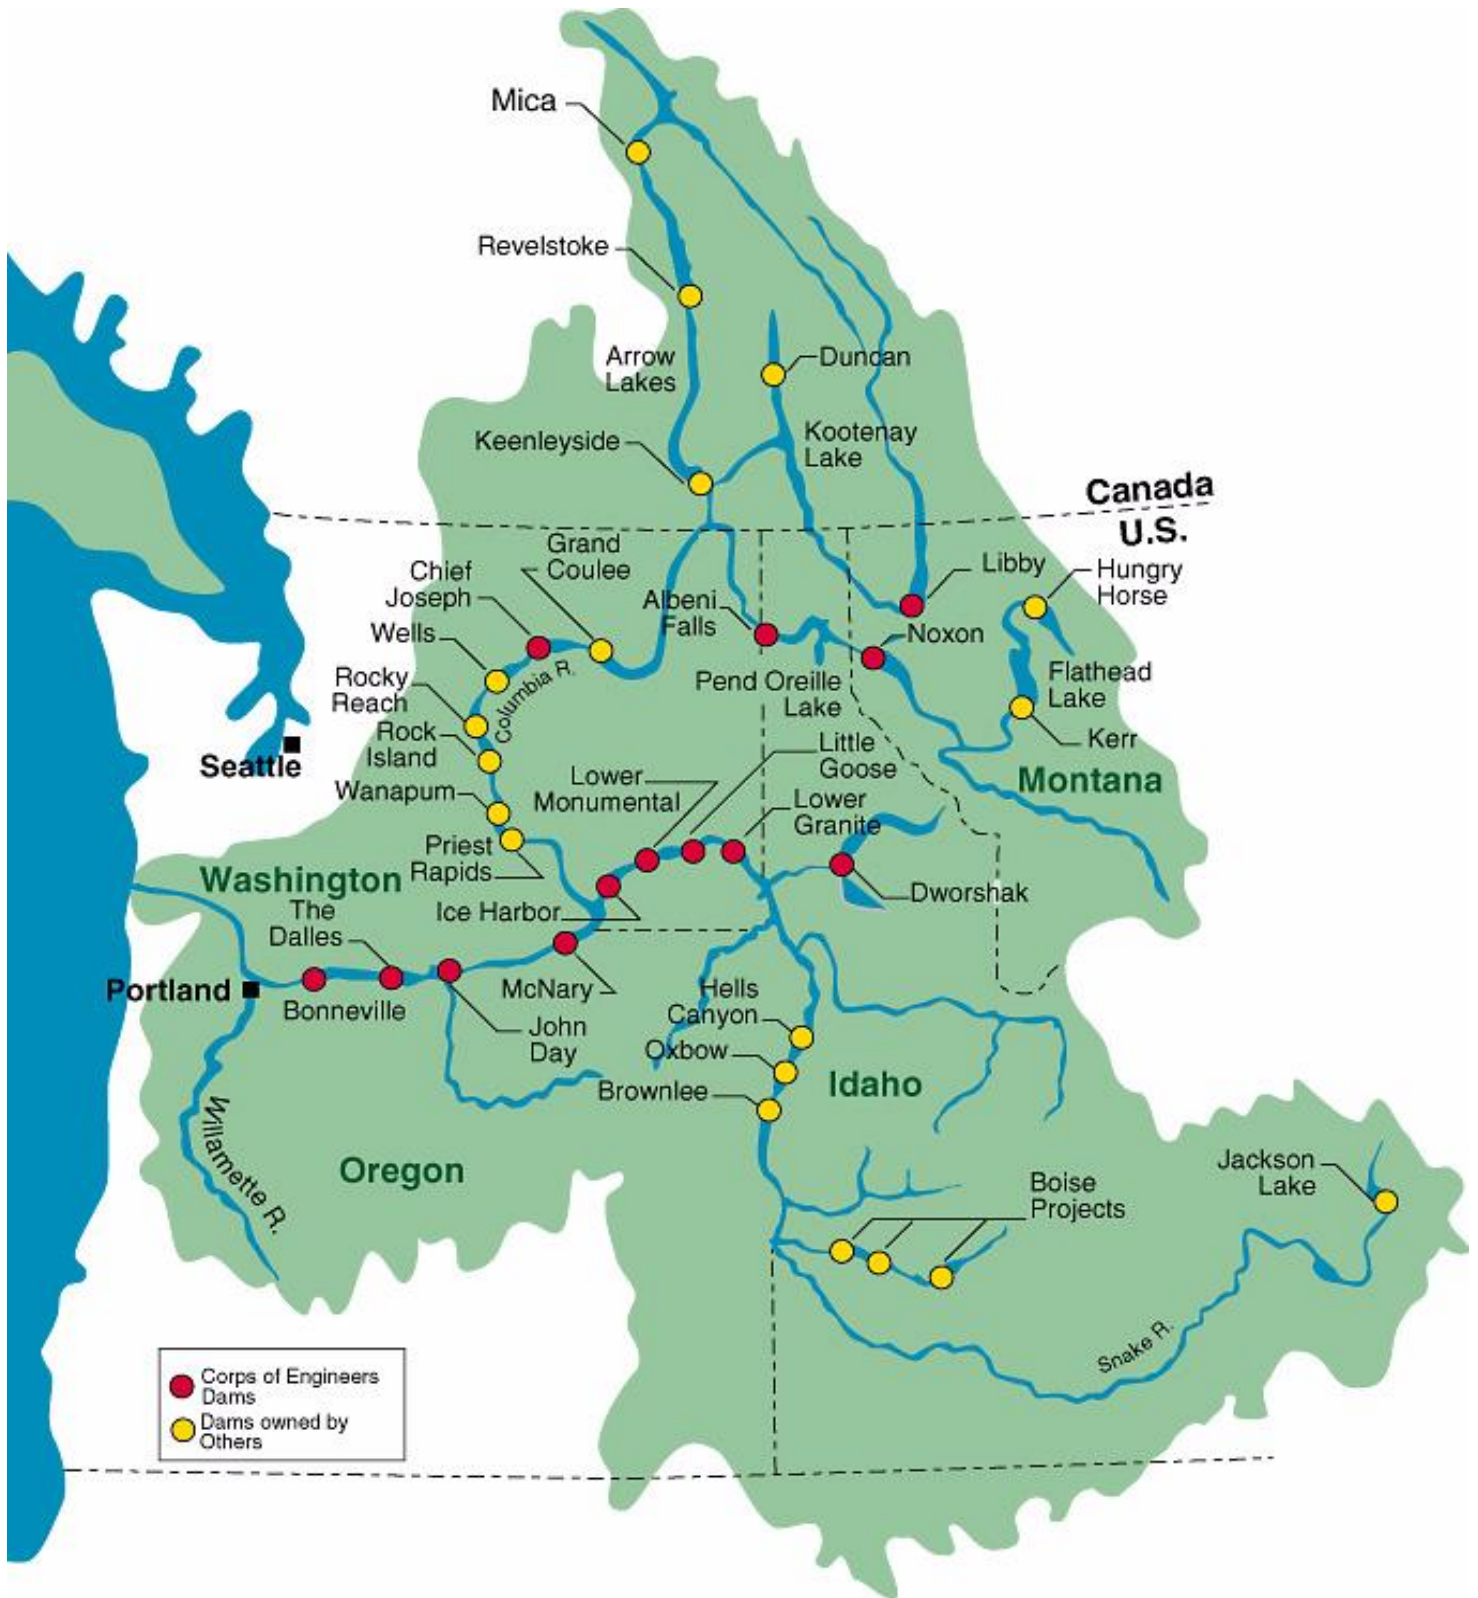 Mica
Revelstoke
Arrow
Lakes
Duncan
Keenleyside
Kootenay
Lake
Canada
U.S.
Grand
Coulee
Chief
Joseph
Libby
Hungry
Horse
Albeni
Falls
Wells
Noxon
Rocky
Reach
Columbia R.
Pend Oreille
Lake
Flathead
Lake
Rock
Island
Kerr
Seattle
Little
Goose
Montana
Lower
Monumental
Wanapum
Lower
Granite
Priest
Rapids
Washington
Dworshak
The
Dalles
Ice Harbor
Portland
McNary
Hells
Canyon
Bonneville
John
Day
Oxbow
Idaho
Brownlee
Willamette R.
Oregon
Jackson
Lake
Boise
Projects
Snake R.
Corps of Engineers
Dams
Dams owned by
Others